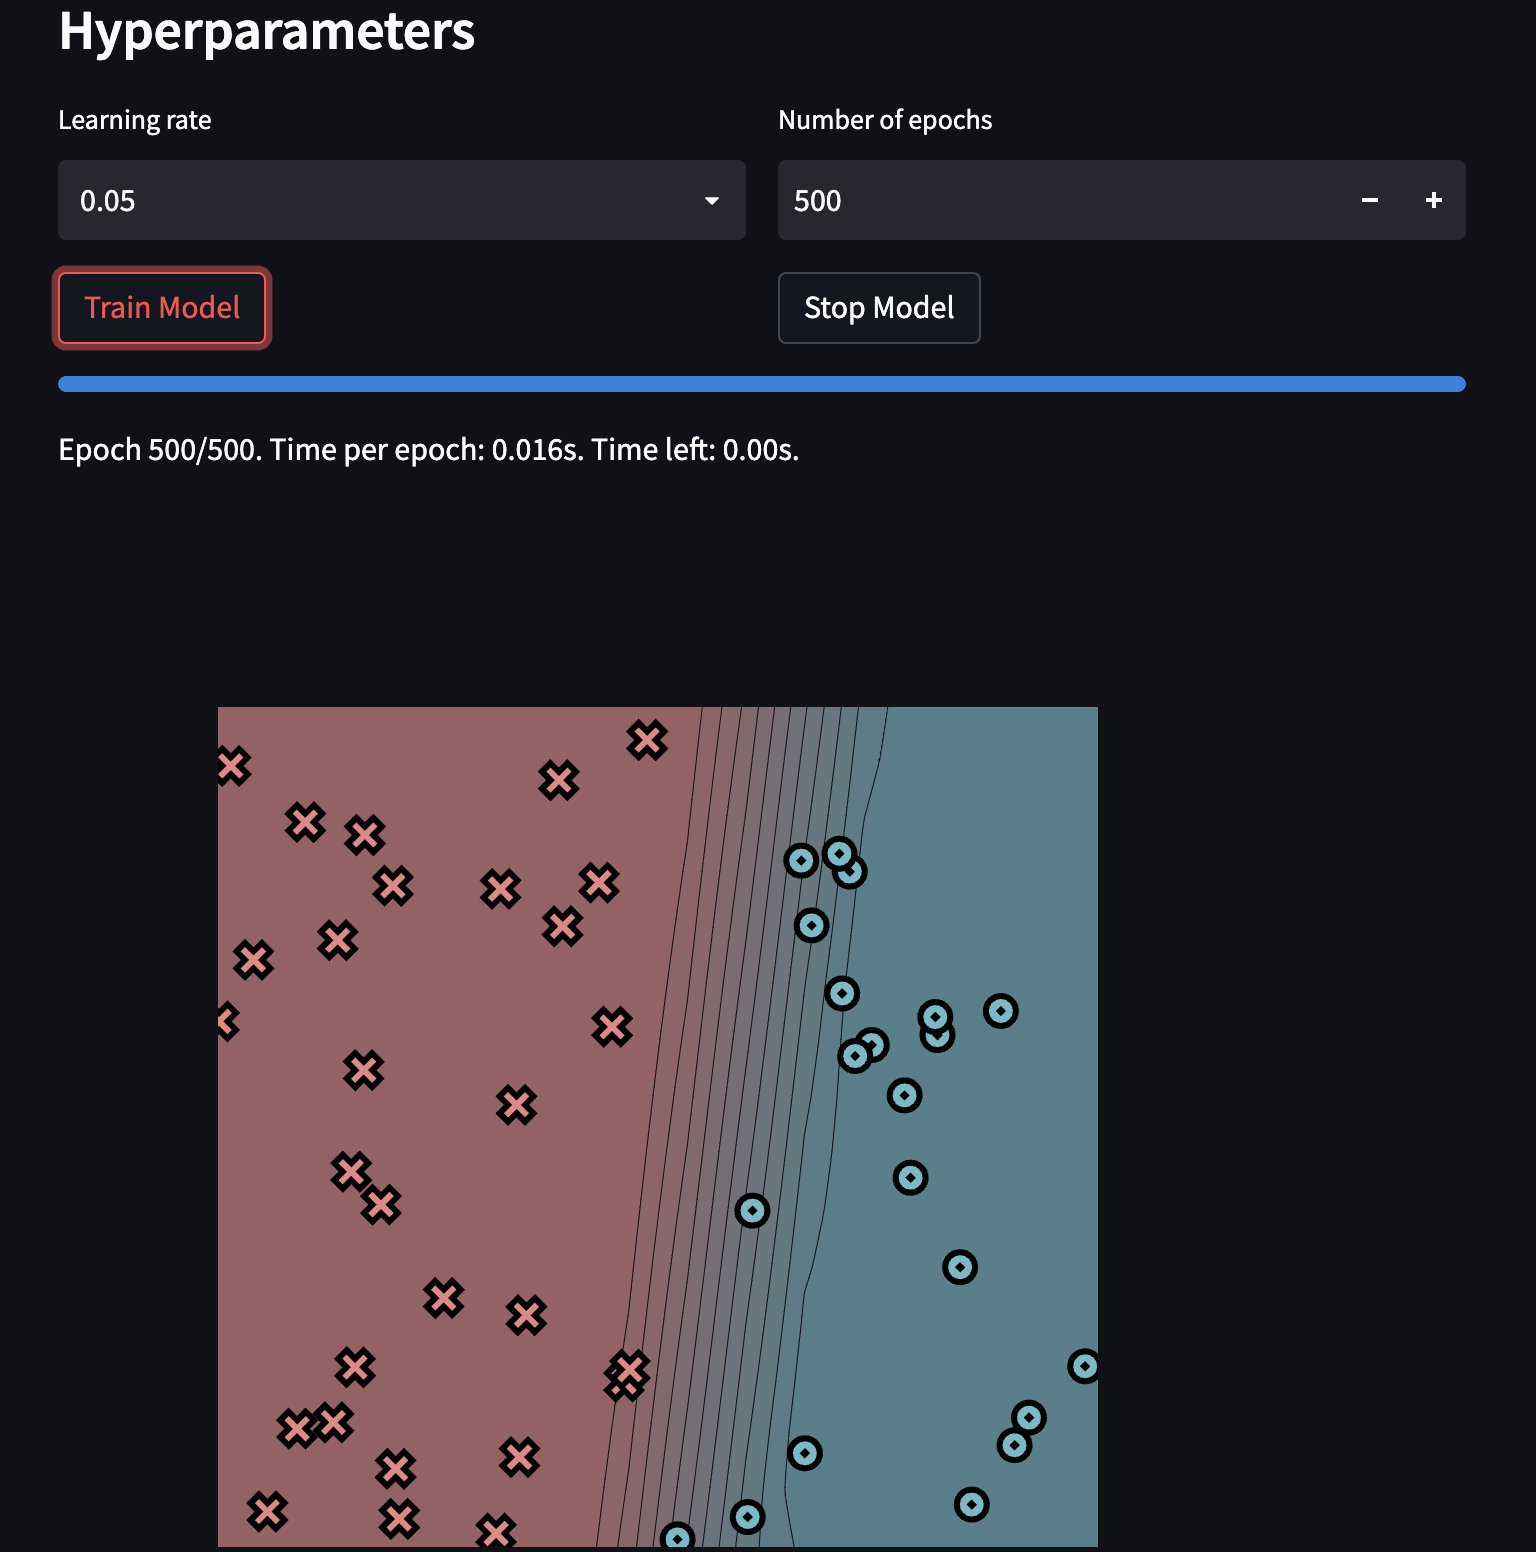 Hyperparameters
Learning rate
Number of epochs
0.05
500
Train Model
Stop Model
Epoch 500/500. Time per epoch: 0.016s. Time left: 0.00s.